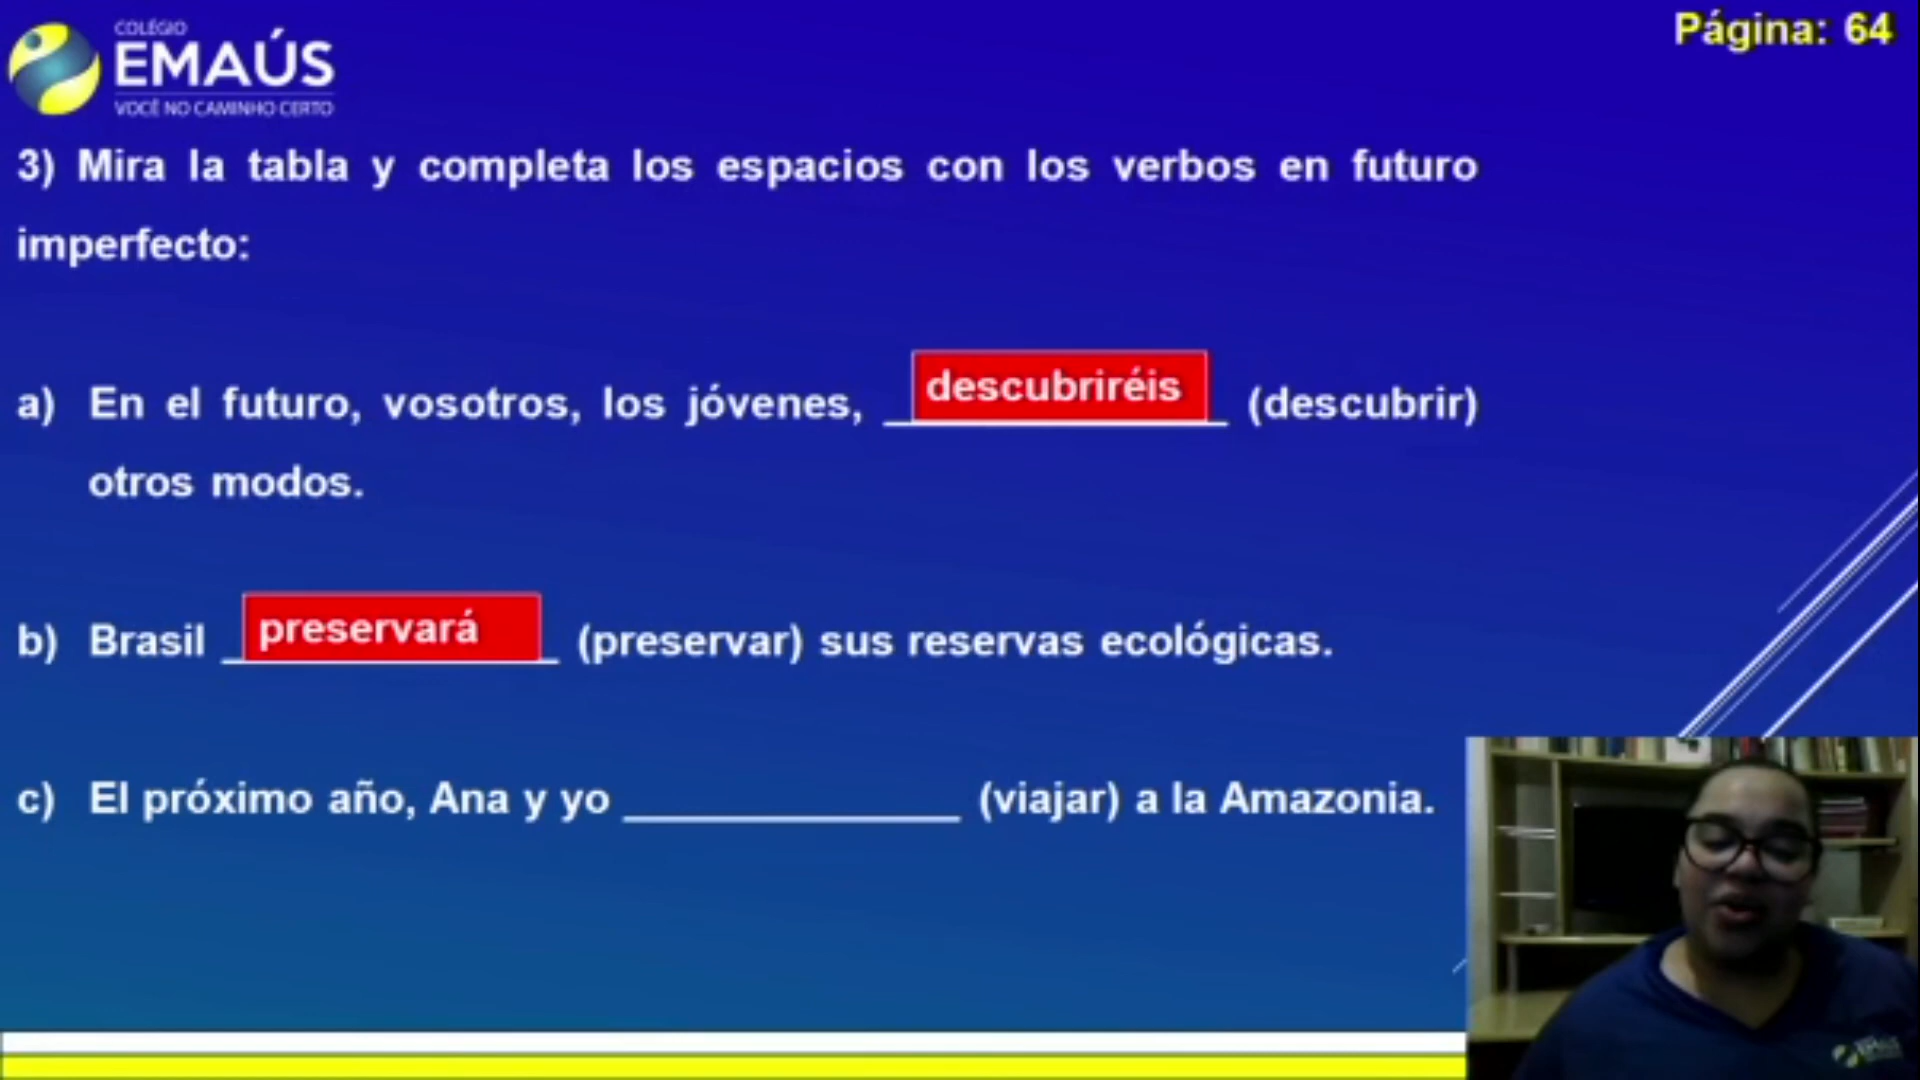 COLÉGIO
EMAÚS
VOCÊ NO CAMINHO CERTO
Página: 64
3) Mira la tabla y completa los espacios con los verbos en futuro
imperfecto:
a) En el futuro, vosotros, los jóvenes, descubriréis (descubrir)
otros modos.
b) Brasil preservará (preservar) sus reservas ecológicas.
c) El próximo año, Ana y yo ______________ (viajar) a la Amazonia.
EMAÚS